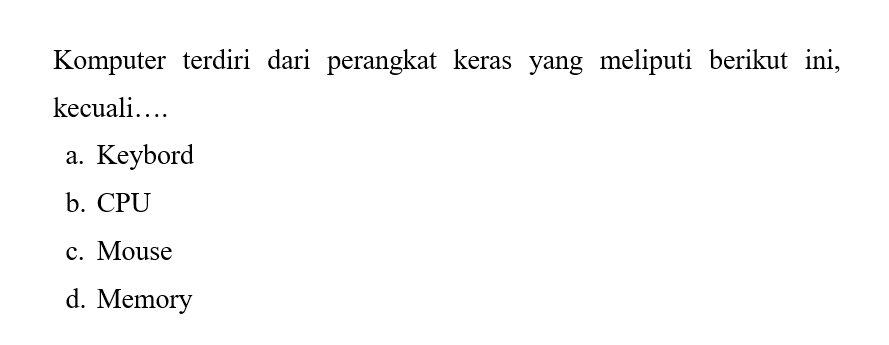 Komputer terdiri dari perangkat keras yang meliputi berikut ini,
kecuali….
a. Keybord
b. CPU
c. Mouse
d. Memory